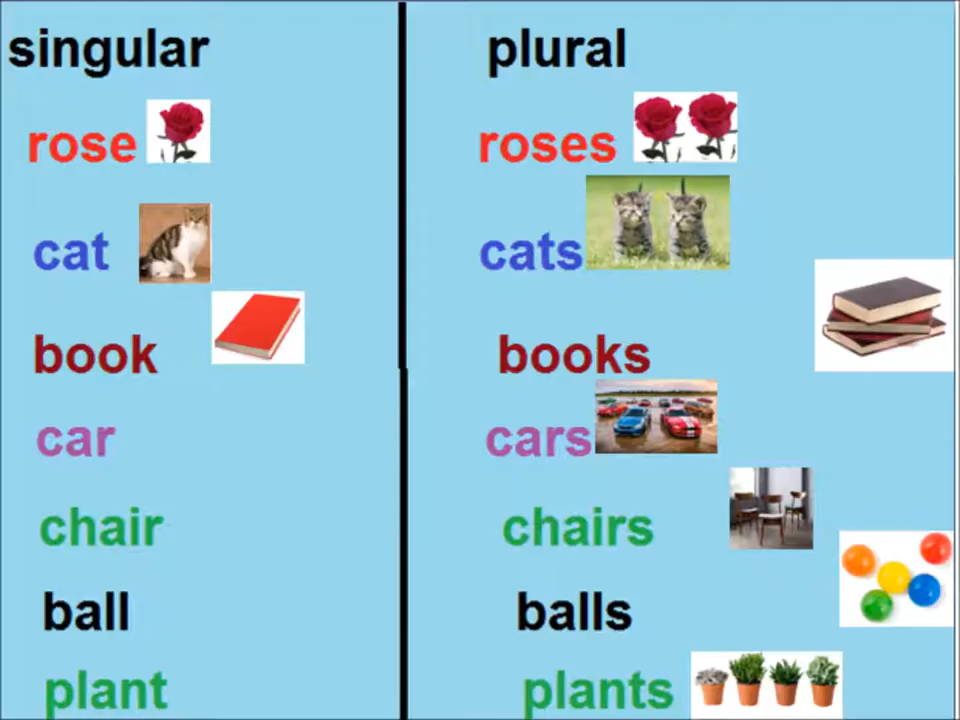 singular plural
rose roses
cat cats
book books
car cars
chair chairs
ball balls
plant plants